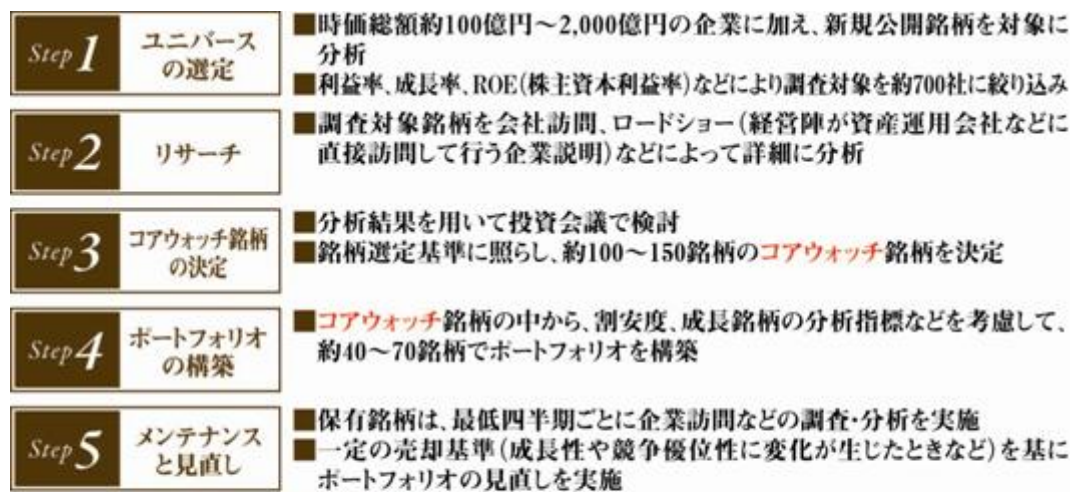 Step 1
ユニバース
の選定
■時価総額約100億円～2,000億円の企業に加え、新規公開銘柄を対象に
分析
■利益率、成長率、ROE(株主資本利益率)などにより調査対象を約700社に絞り込み
Step 2
リサーチ
■調査対象銘柄を会社訪問、ロードショー(経営陣が資産運用会社などに
直接訪問して行う企業説明)などによって詳細に分析
Step 3
コアウォッチ銘柄
の決定
■分析結果を用いて投資会議で検討
■銘柄選定基準に照らし、約100～150銘柄のコアウォッチ銘柄を決定
Step 4
ポートフォリオ
の構築
■コアウォッチ銘柄の中から、割安度、成長銘柄の分析指標などを考慮して、
約40～70銘柄でポートフォリオを構築
Step 5
メンテナンス
と見直し
■保有銘柄は、最低四半期ごとに企業訪問などの調査・分析を実施
■一定の売却基準(成長性や競争優位性に変化が生じたときなど)を基に
ポートフォリオの見直しを実施